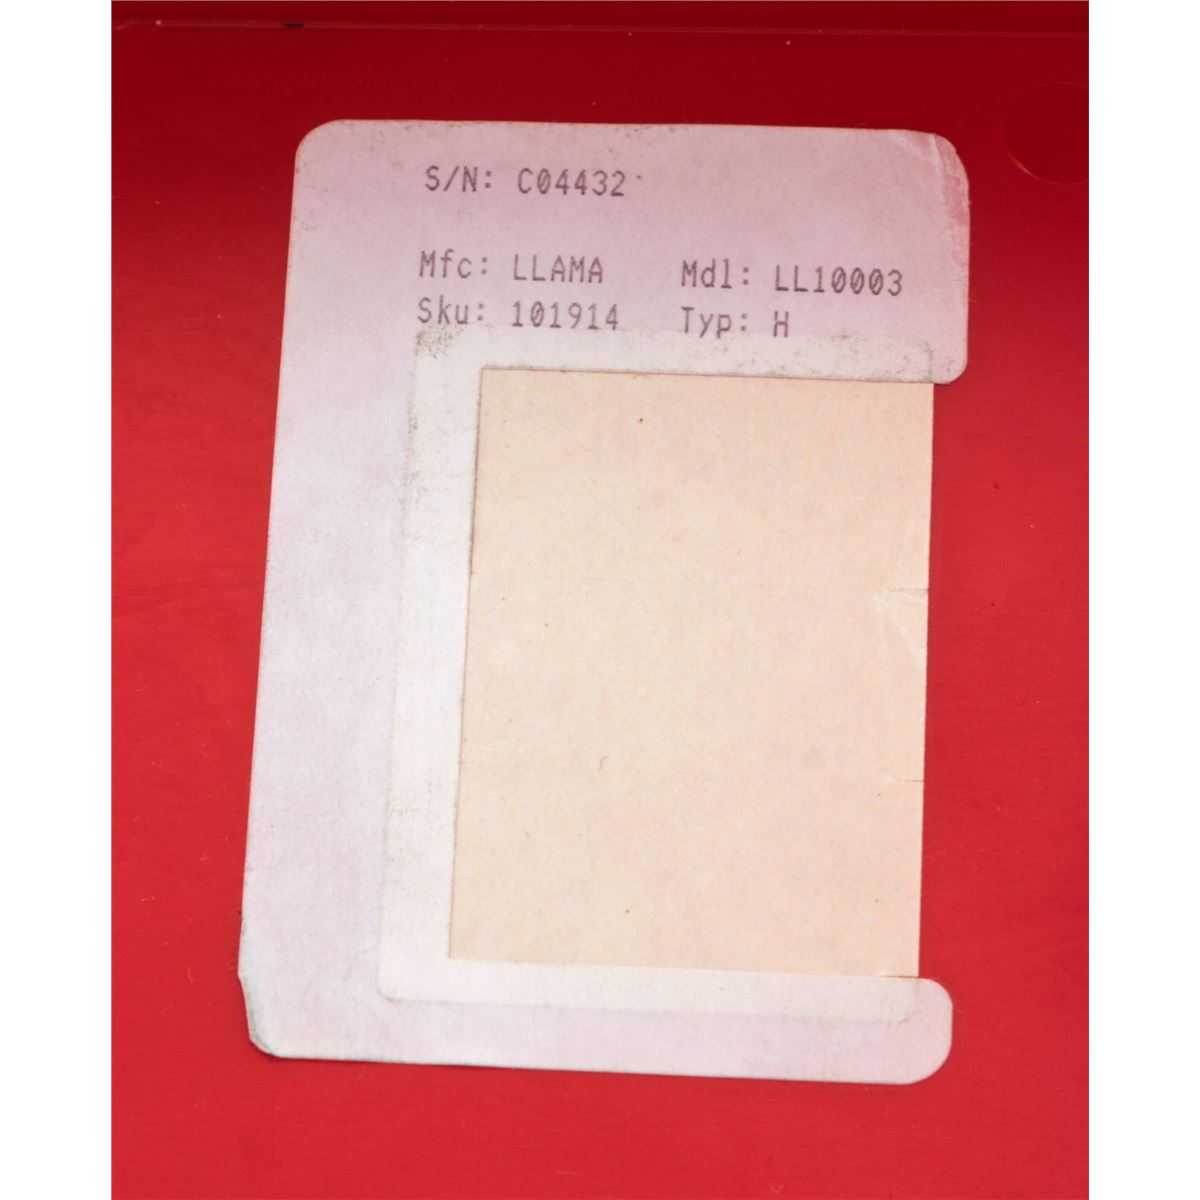 S/N: C04432
Mfc: LLAMA Mdl: LL10003
Sku: 101914 Typ: H